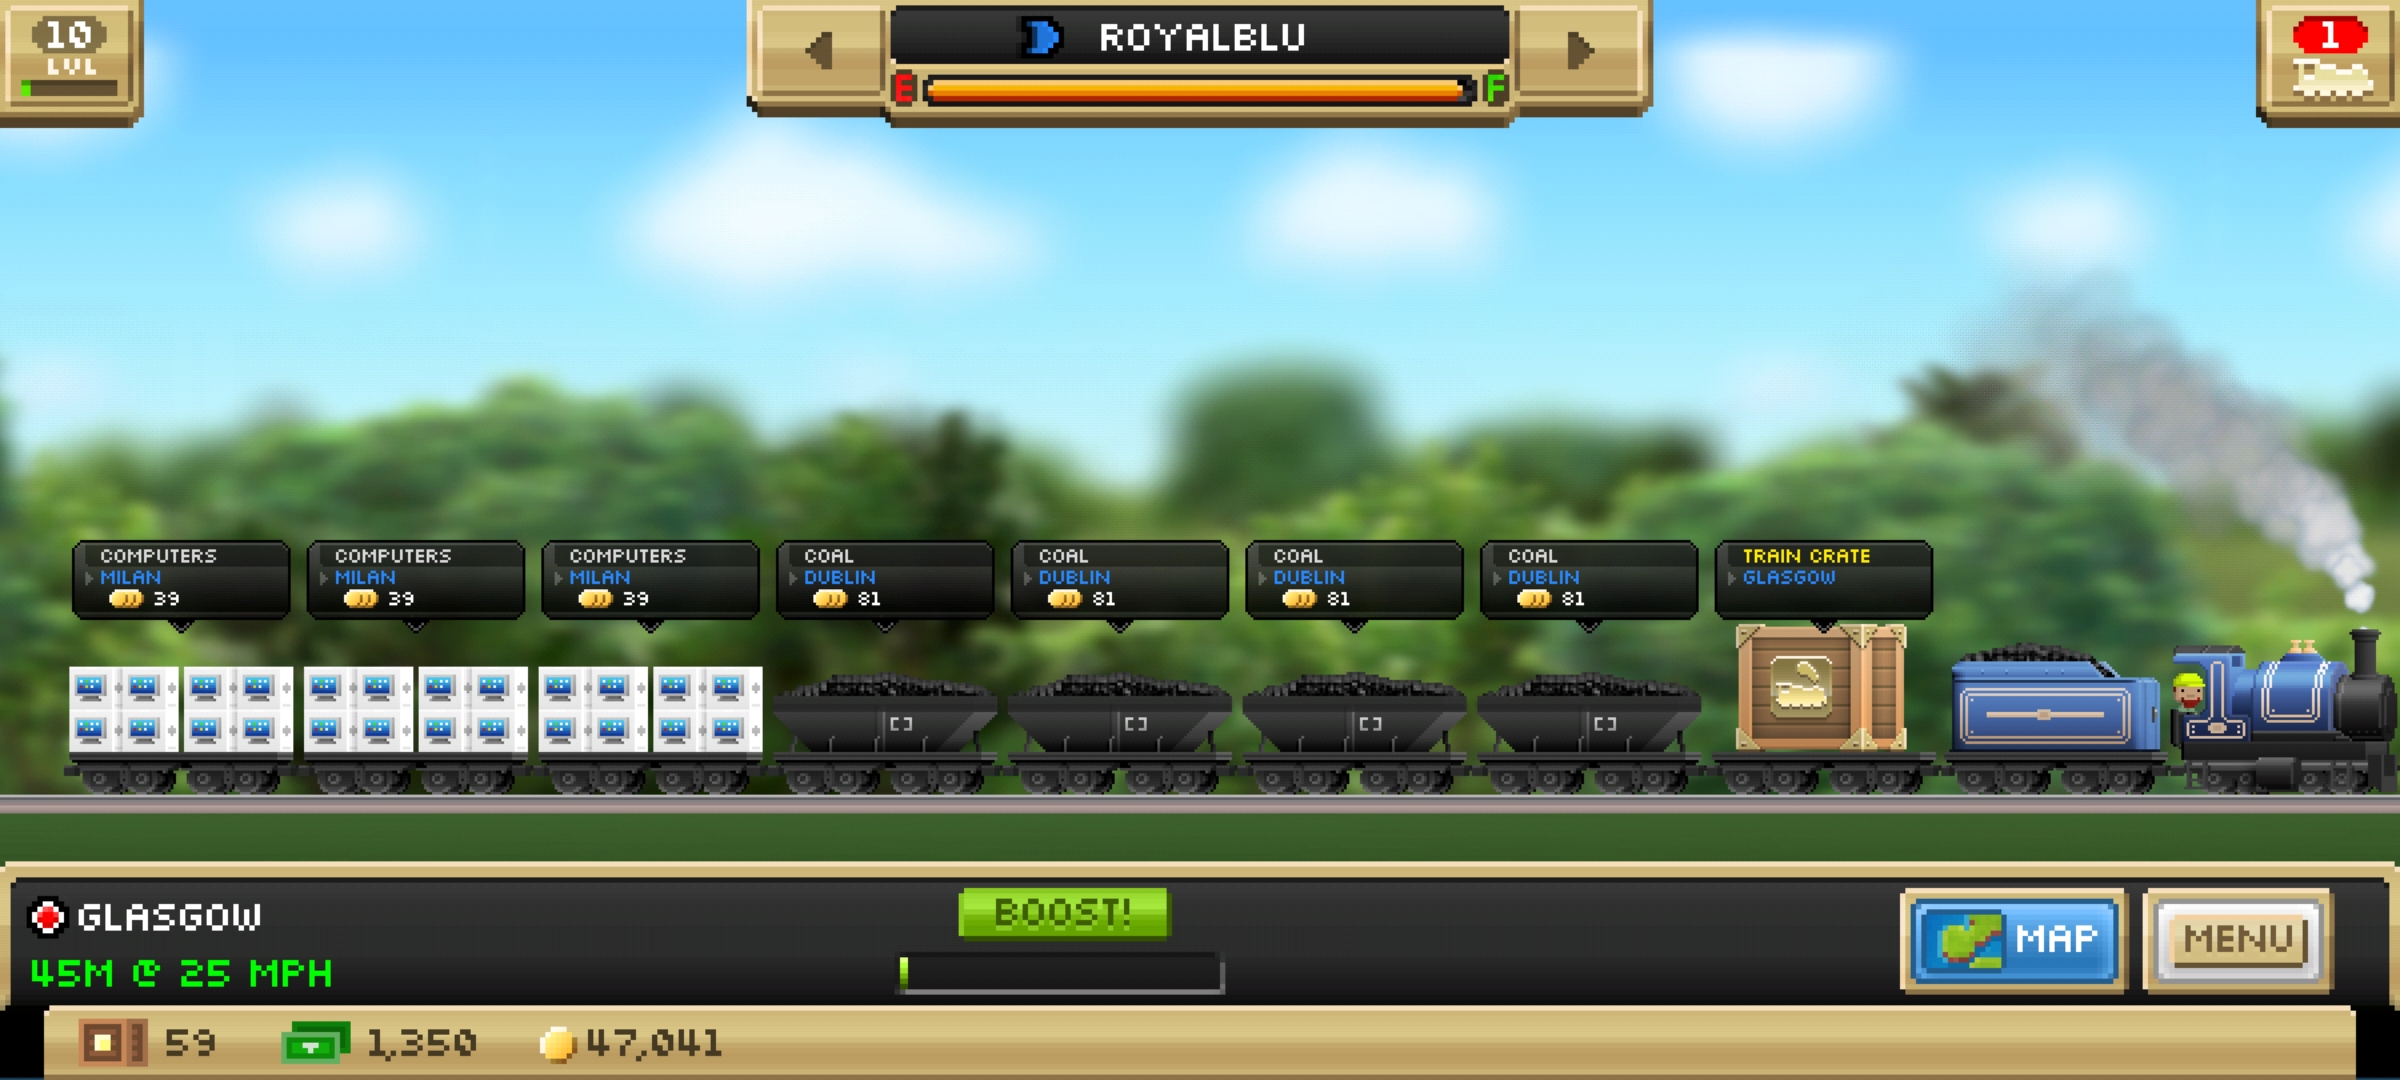 10
LVL
ROYALBLU
E
F
1
COMPUTERS
MILAN
39
COMPUTERS
MILAN
39
COMPUTERS
MILAN
39
COAL
DUBLIN
81
COAL
DUBLIN
81
COAL
DUBLIN
81
COAL
DUBLIN
81
TRAIN CRATE
GLASGOW
GLASGOW
45M @ 25 MPH
BOOST!
MAP
MENU
59
1,350
47,041